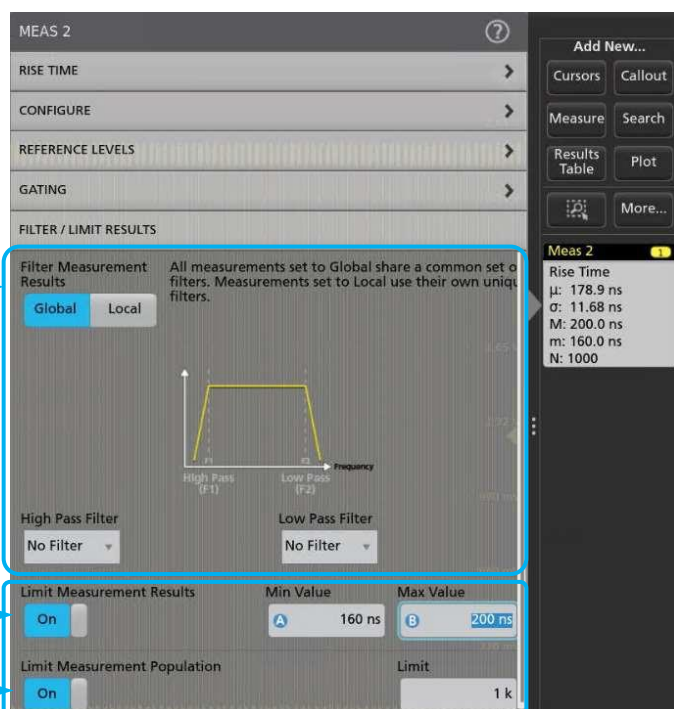 MEAS 2
?
RISE TIME
CONFIGURE
REFERENCE LEVELS
GATING
FILTER / LIMIT RESULTS
Filter Measurement
Results
Global Local
All measurements set to Global share a common set o
filters. Measurements set to Local use their own uniqu
filters.
F1 F2
Frequency
High Pass
(F1)
Low Pass
(F2)
High Pass Filter
No Filter
Low Pass Filter
No Filter
Limit Measurement Results
On
Min Value
A 160 ns
Max Value
B 200 ns
Limit Measurement Population
On
Limit
1 k
Add New...
Cursors Callout
Measure Search
Results
Table
Plot
More...
Meas 2 1
Rise Time
μ: 178.9 ns
σ: 11.68 ns
M: 200.0 ns
m: 160.0 ns
N: 1000